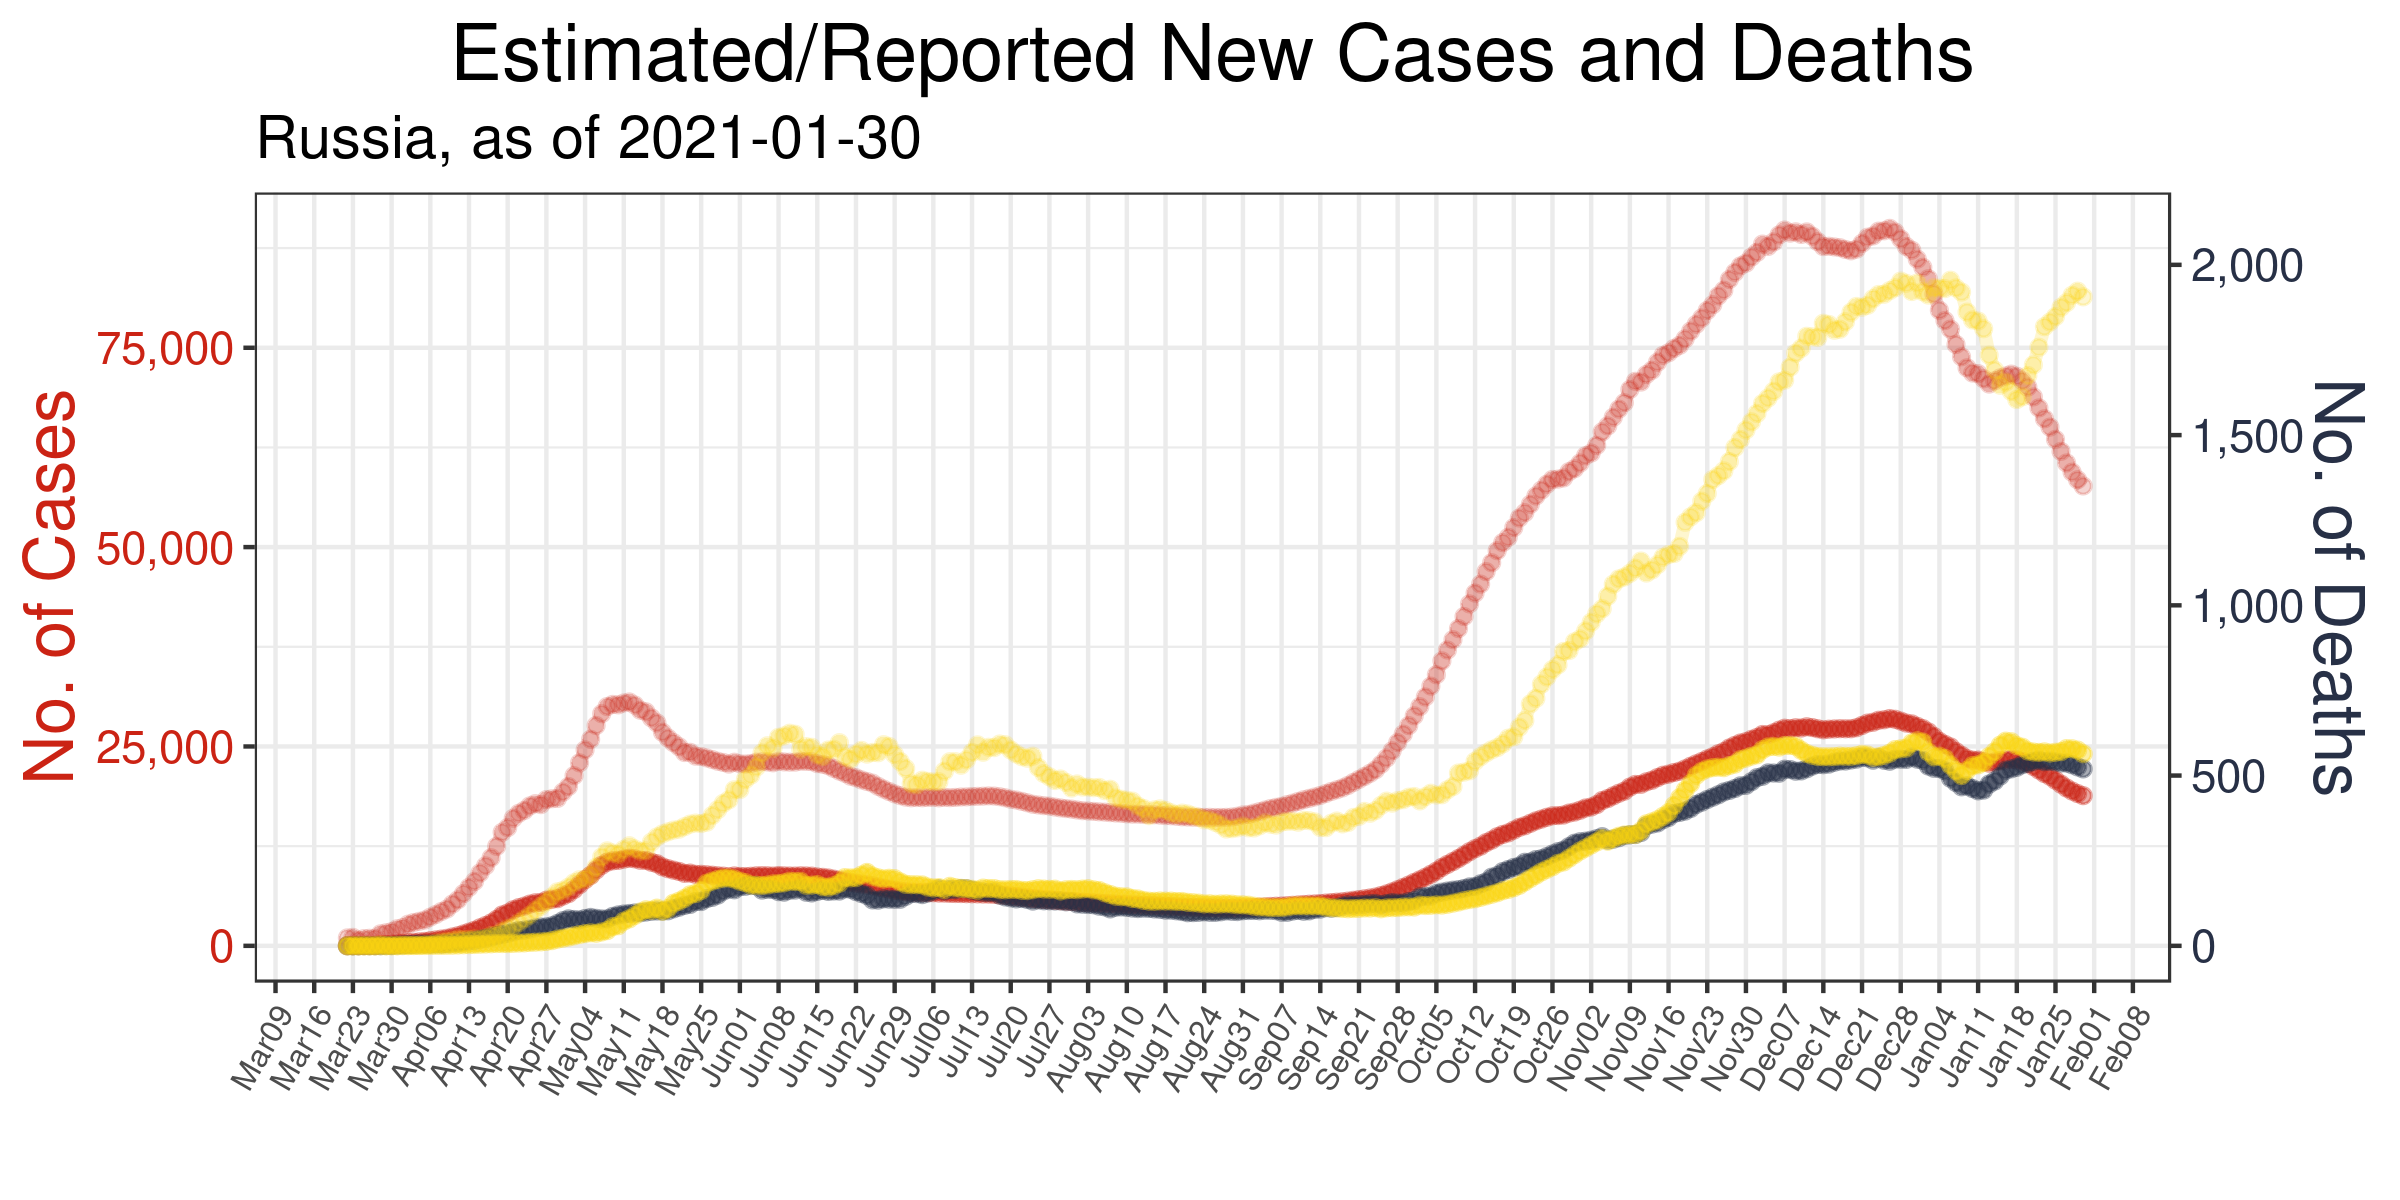 Estimated/Reported New Cases and Deaths
Russia, as of 2021-01-30
No. of Cases
75,000
50,000
25,000
0
2,000
1,500
1,000
500
0
No. of Deaths
Mar09
Mar16
Mar23
Mar30
Apr06
Apr13
Apr20
Apr27
May04
May11
May18
May25
Jun01
Jun08
Jun15
Jun22
Jun29
Jul06
Jul13
Jul20
Jul27
Aug03
Aug10
Aug17
Aug24
Aug31
Sep07
Sep14
Sep21
Sep28
Oct05
Oct12
Oct19
Oct26
Nov02
Nov09
Nov16
Nov23
Nov30
Dec07
Dec14
Dec21
Dec28
Jan04
Jan11
Jan18
Jan25
Feb01
Feb08